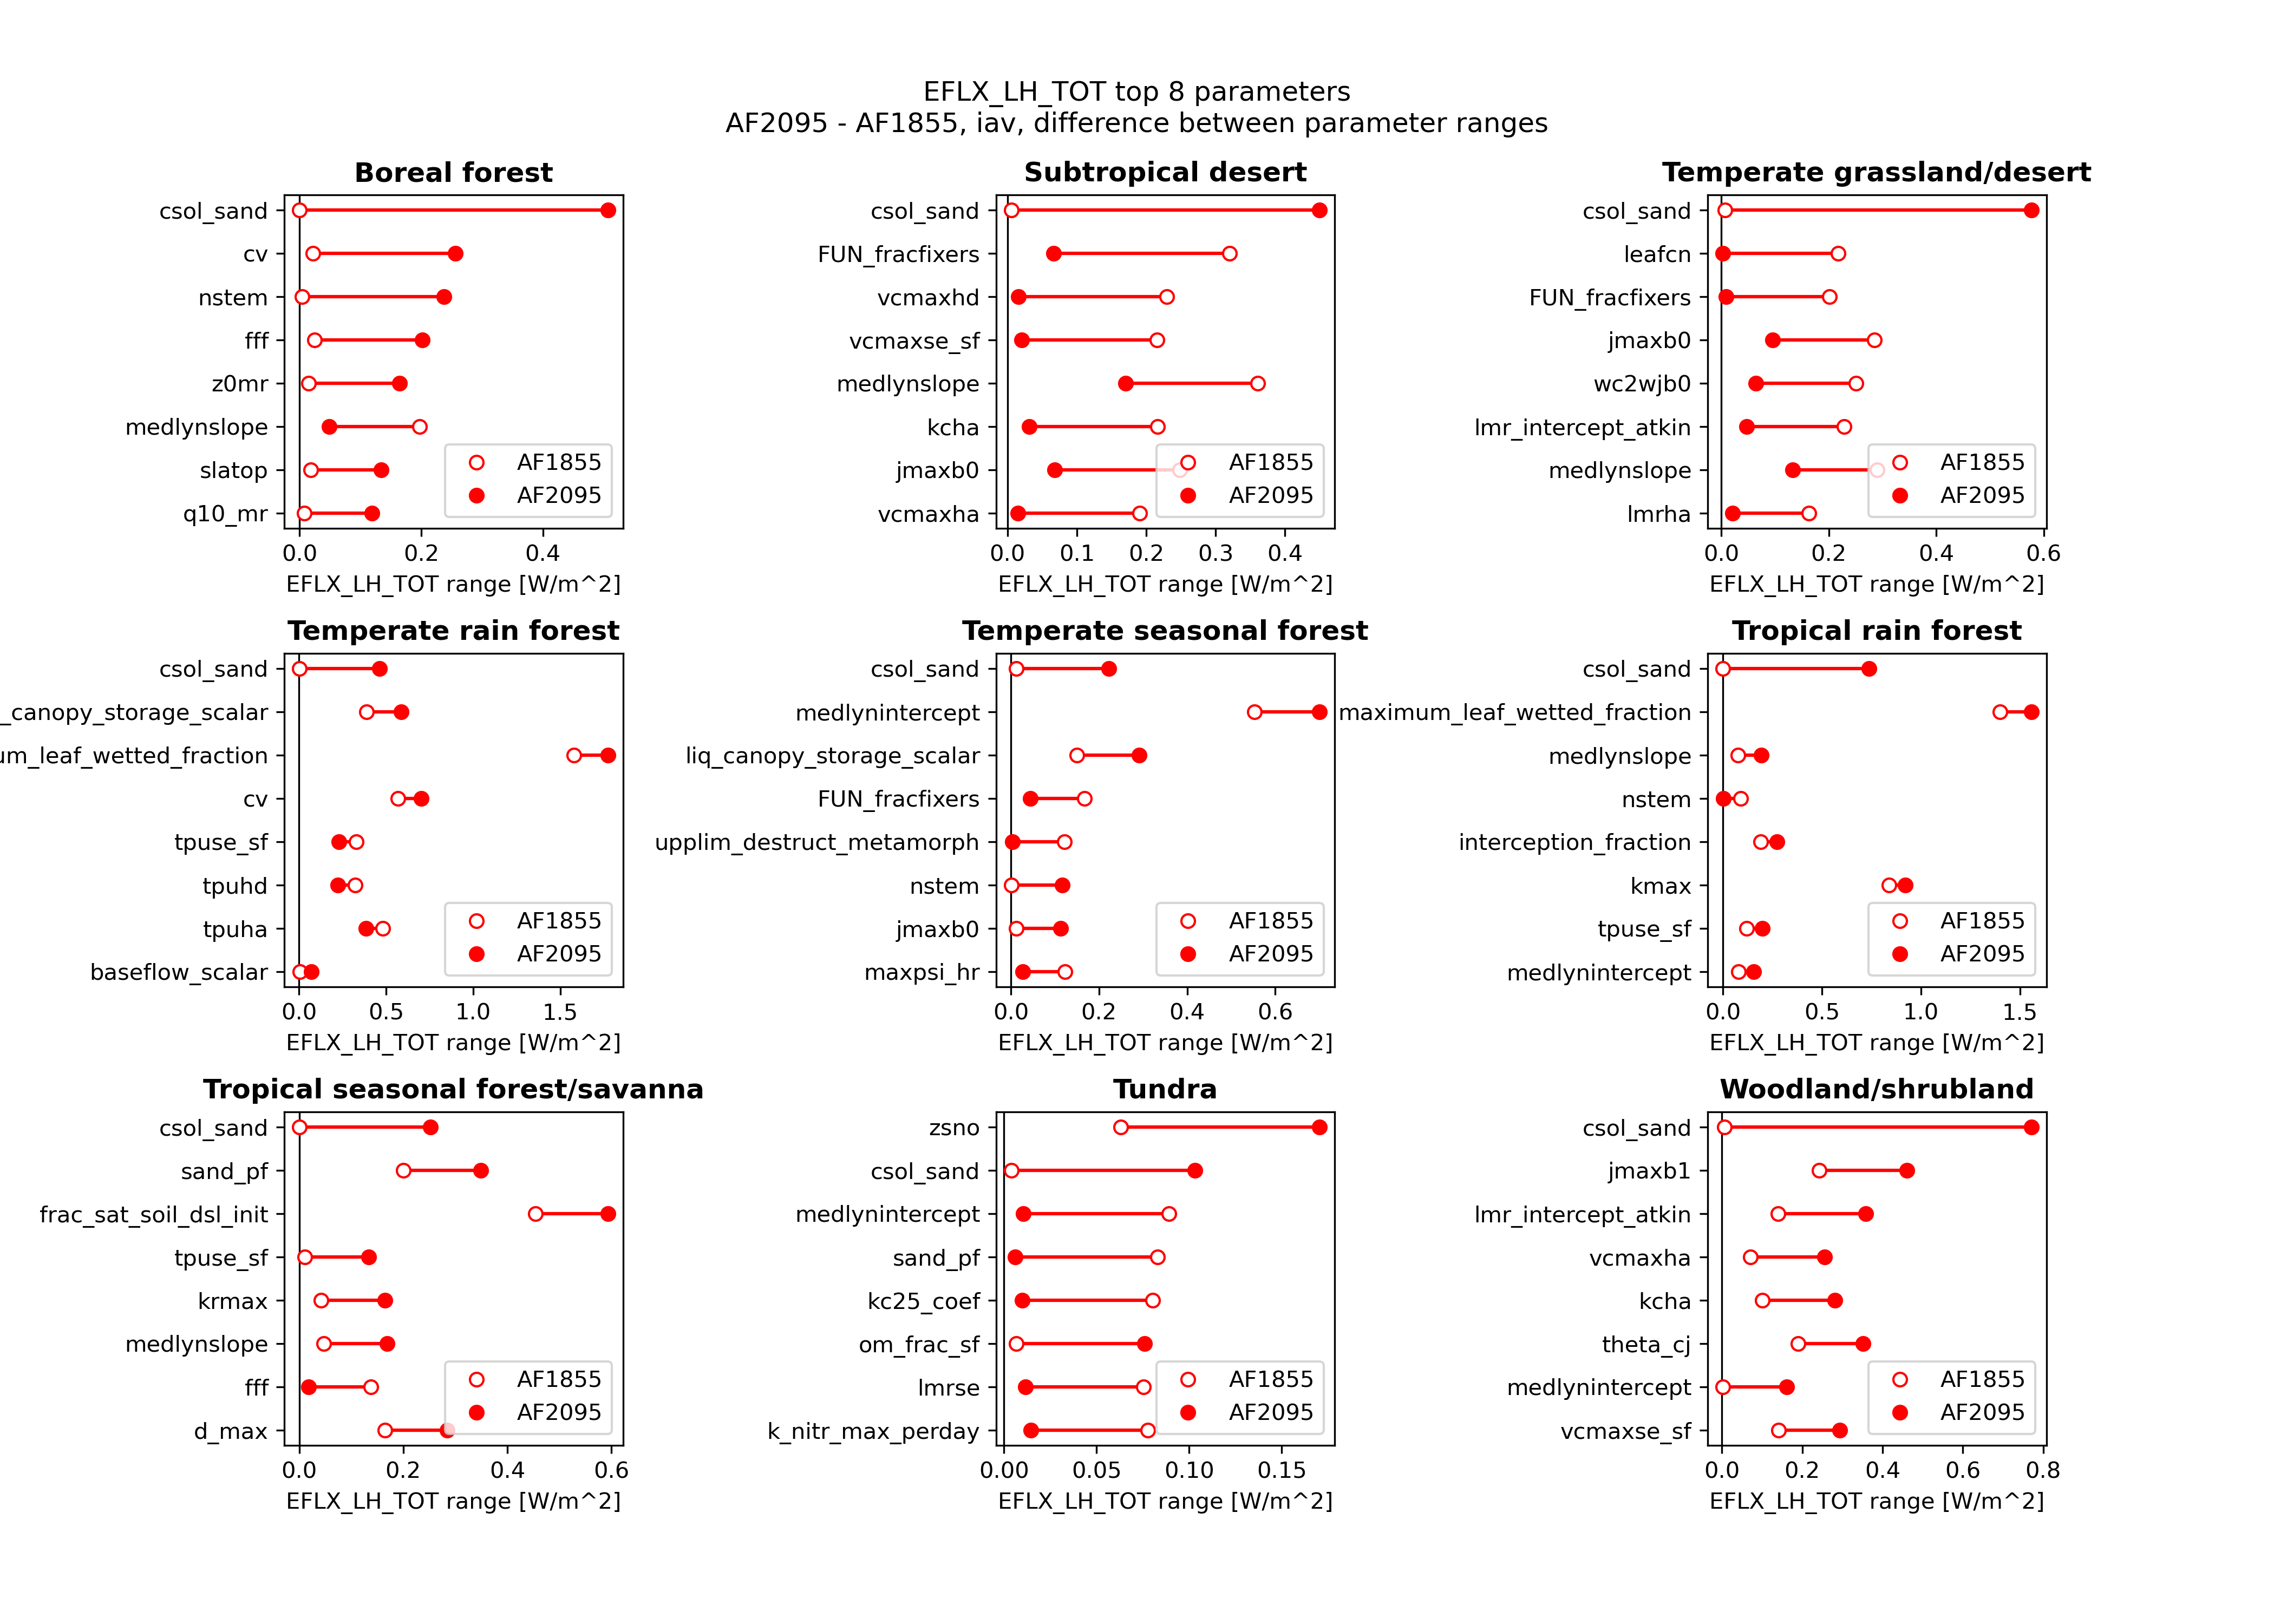 EFLX_LH_TOT top 8 parameters
AF2095 - AF1855, iav, difference between parameter ranges
Boreal forest
csol_sand
cv
nstem
fff
z0mr
medlynslope
slatop
q10_mr
AF1855
AF2095
0.0 0.2 0.4
EFLX_LH_TOT range [W/m^2]
Subtropical desert
csol_sand
FUN_fracfixers
vcmaxhd
vcmaxse_sf
medlynslope
kcha
jmaxb0
vcmaxha
AF1855
AF2095
0.0 0.1 0.2 0.3 0.4
EFLX_LH_TOT range [W/m^2]
Temperate grassland/desert
csol_sand
leafcn
FUN_fracfixers
jmaxb0
wc2wjb0
lmr_intercept_atkin
medlynslope
lmrha
AF1855
AF2095
0.0 0.2 0.4 0.6
EFLX_LH_TOT range [W/m^2]
Temperate rain forest
csol_sand
_canopy_storage_scalar
um_leaf_wetted_fraction
cv
tpuse_sf
tpuhd
tpuha
baseflow_scalar
AF1855
AF2095
0.0 0.5 1.0 1.5
EFLX_LH_TOT range [W/m^2]
Temperate seasonal forest
csol_sand
medlynintercept
liq_canopy_storage_scalar
FUN_fracfixers
upplim_destruct_metamorph
nstem
jmaxb0
maxpsi_hr
AF1855
AF2095
0.0 0.2 0.4 0.6
EFLX_LH_TOT range [W/m^2]
Tropical rain forest
csol_sand
maximum_leaf_wetted_fraction
medlynslope
nstem
interception_fraction
kmax
tpuse_sf
medlynintercept
AF1855
AF2095
0.0 0.5 1.0 1.5
EFLX_LH_TOT range [W/m^2]
Tropical seasonal forest/savanna
csol_sand
sand_pf
frac_sat_soil_dsl_init
tpuse_sf
krmax
medlynslope
fff
d_max
AF1855
AF2095
0.0 0.2 0.4 0.6
EFLX_LH_TOT range [W/m^2]
Tundra
zsno
csol_sand
medlynintercept
sand_pf
kc25_coef
om_frac_sf
lmrse
k_nitr_max_perday
AF1855
AF2095
0.00 0.05 0.10 0.15
EFLX_LH_TOT range [W/m^2]
Woodland/shrubland
csol_sand
jmaxb1
lmr_intercept_atkin
vcmaxha
kcha
theta_cj
medlynintercept
vcmaxse_sf
AF1855
AF2095
0.0 0.2 0.4 0.6 0.8
EFLX_LH_TOT range [W/m^2]